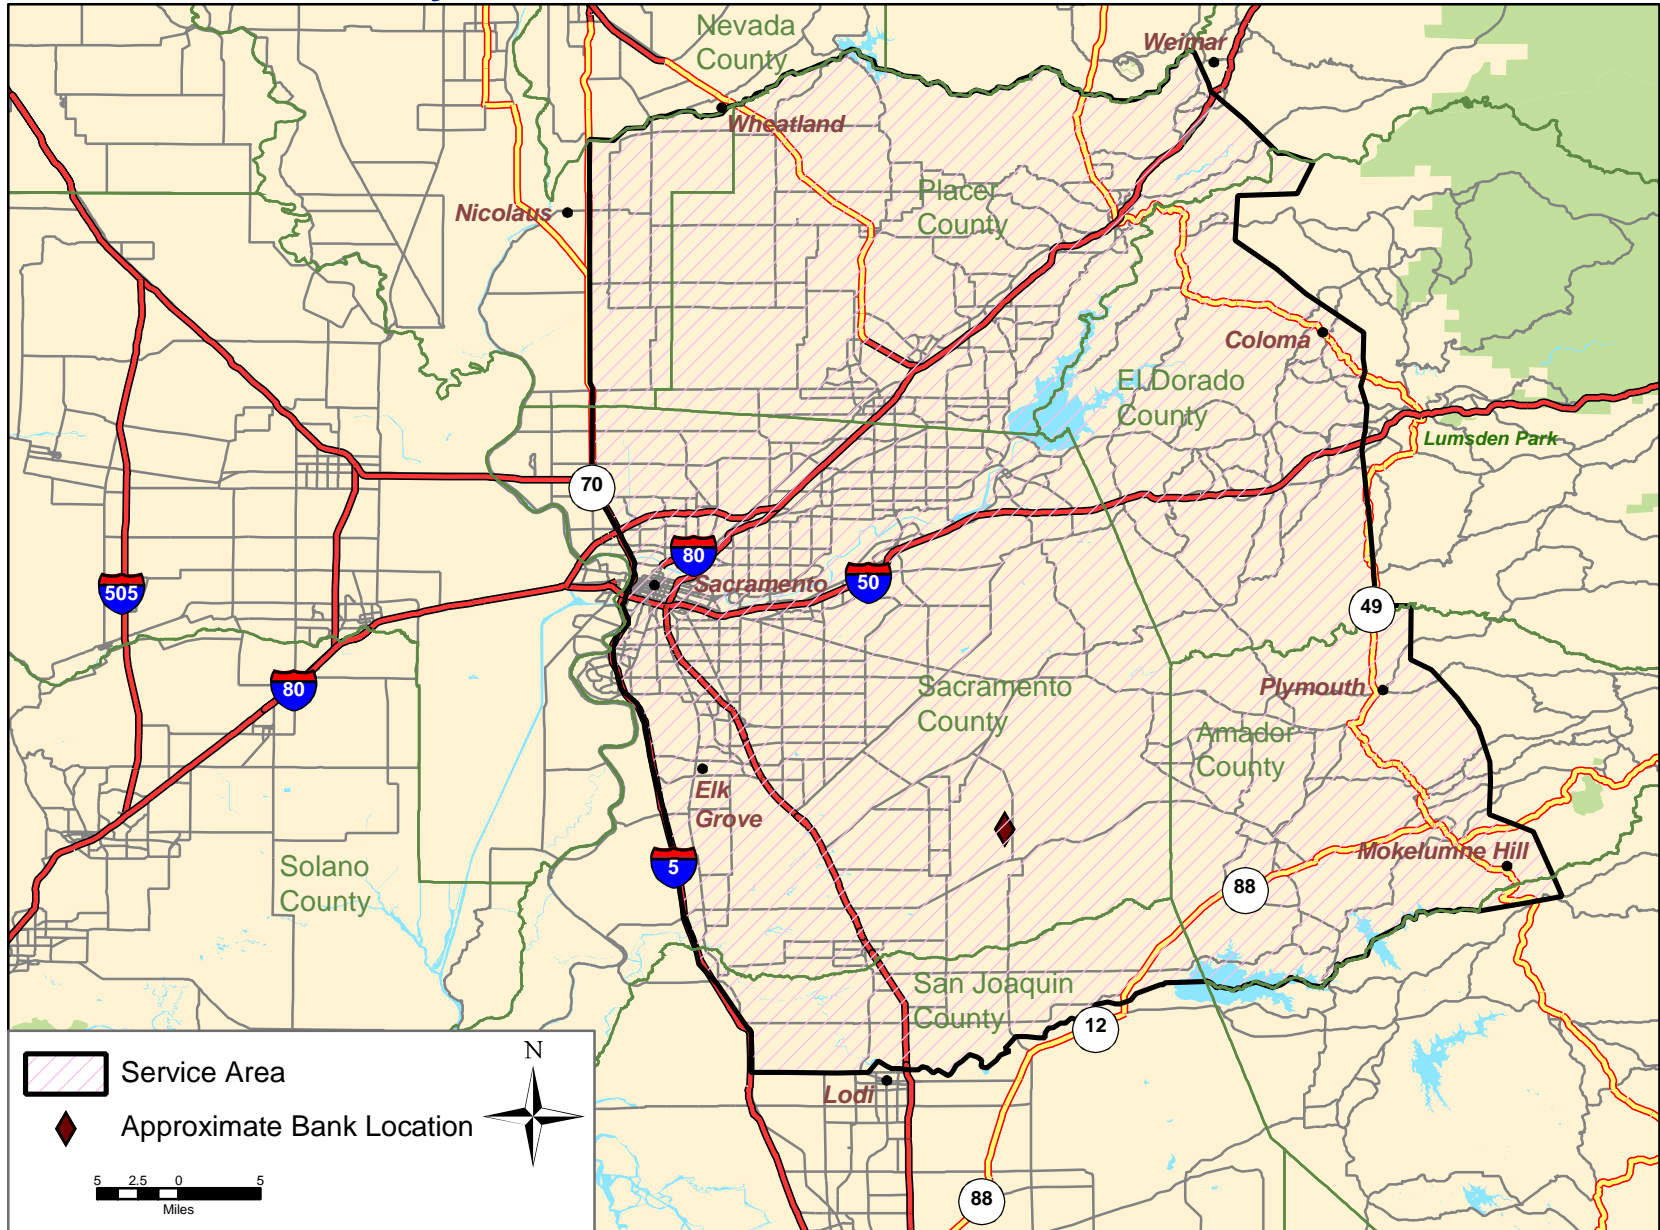 Nevada
County
Weimar
Wheatland
Placer
County
Nicolaus
Coloma
El Dorado
County
Lumsden Park
70
80
Sacramento
50
505
49
80
Sacramento
County
Plymouth
Amador
County
Elk
Grove
Mokelumne Hill
5
88
Solano
County
San Joaquin
County
12
Lodi
88
Service Area
N
Approximate Bank Location
5 2.5 0 5
Miles